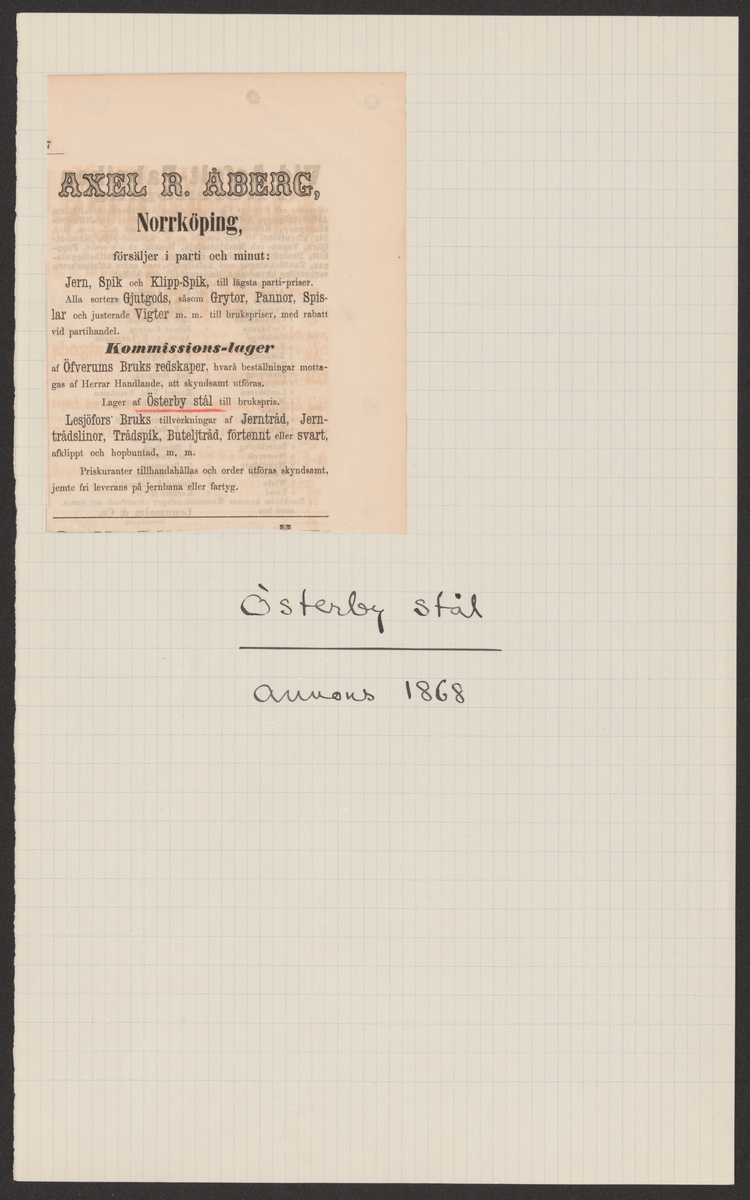 7
AXEL R. ÅBERG,
Norrköping,
försäljer i parti och minut:
Jern, Spik och Klipp-Spik, till lägsta parti-priser.
Alla sorters Gjutgods, såsom Grytor, Pannor, Spis-
lar och justerade Vigter m. m. till brukspriser, med rabatt
vid partihandel.
Kommissions-lager
af Öfverums Bruks redskaper, hvarå beställningar motta-
gas af Herrar Handlande, att skyndsamt utföras.
Lager af Österby stål till brukspris.
Lesjöfors' Bruks tillverkningar af Jerntråd, Jern-
trådslinor, Trådspik, Buteljtråd, förtennt eller svart,
afklippt och hopbuntad, m. m.
Priskuranter tillhandahållas och order utföras skyndsamt,
jemte fri leverans på jernbana eller fartyg.
Österby stål
annons 1868